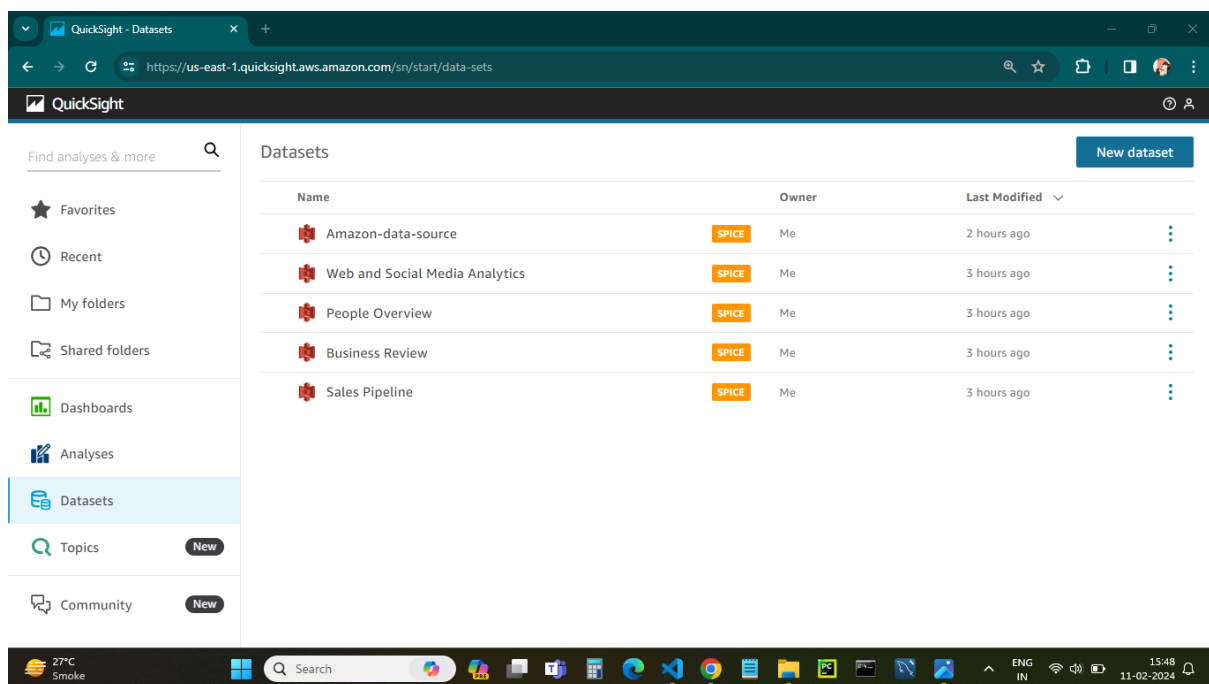 QuickSight - Datasets
https://us-east-1.quicksight.aws.amazon.com/sn/start/data-sets
QuickSight
Find analyses & more
Favorites
Recent
My folders
Shared folders
Dashboards
Analyses
Datasets
Topics New
Community New
Datasets New dataset
Name Owner Last Modified
Amazon-data-source SPICE Me 2 hours ago
Web and Social Media Analytics SPICE Me 3 hours ago
People Overview SPICE Me 3 hours ago
Business Review SPICE Me 3 hours ago
Sales Pipeline SPICE Me 3 hours ago
27°C
Smoke
Search
PRE
PC
ENG
IN
15:48
11-02-2024